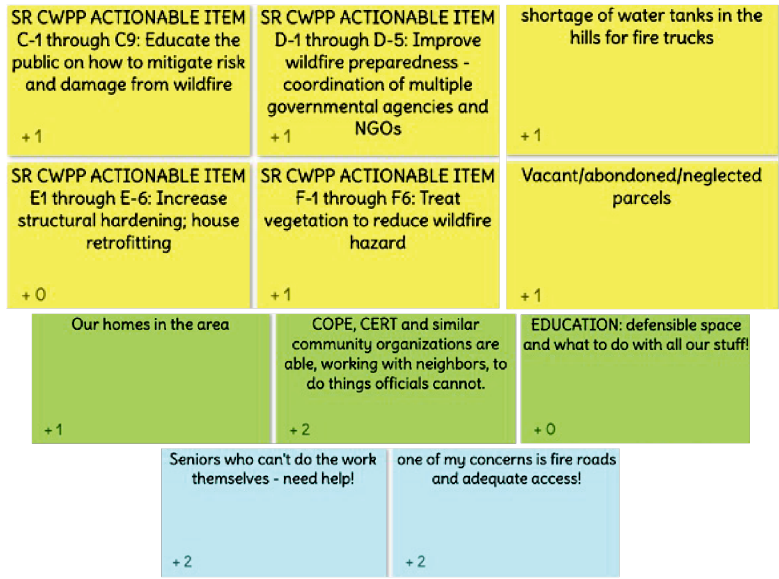 SR CWPP ACTIONABLE ITEM
C-1 through C9: Educate the
public on how to mitigate risk
and damage from wildfire
+1
SR CWPP ACTIONABLE ITEM
D-1 through D-5: Improve
wildfire preparedness -
coordination of multiple
governmental agencies and
NGOs
+1
shortage of water tanks in the
hills for fire trucks
+1
SR CWPP ACTIONABLE ITEM
E1 through E-6: Increase
structural hardening; house
retrofitting
+0
SR CWPP ACTIONABLE ITEM
F-1 through F6: Treat
vegetation to reduce wildfire
hazard
+1
Vacant/abondoned/neglected
parcels
+1
Our homes in the area
+1
COPE, CERT and similar
community organizations are
able, working with neighbors, to
do things officials cannot.
+2
EDUCATION: defensible space
and what to do with all our stuff!
+0
Seniors who can't do the work
themselves - need help!
+2
one of my concerns is fire roads
and adequate access!
+2